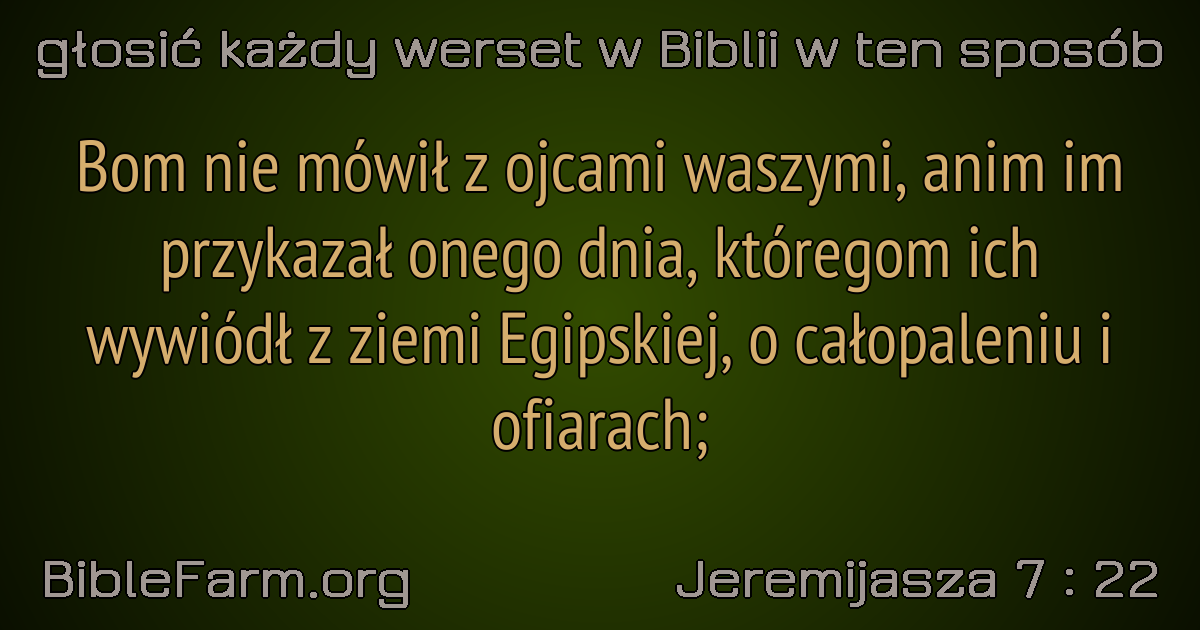 głosić każdy werset w Biblii w ten sposób
Bom nie mówił z ojcami waszymi, anim im
przykazał onego dnia, któregom ich
wywiódł z ziemi Egipskiej, o całopaleniu i
ofiarach;
BibleFarm.org
Jeremijasza 7 : 22